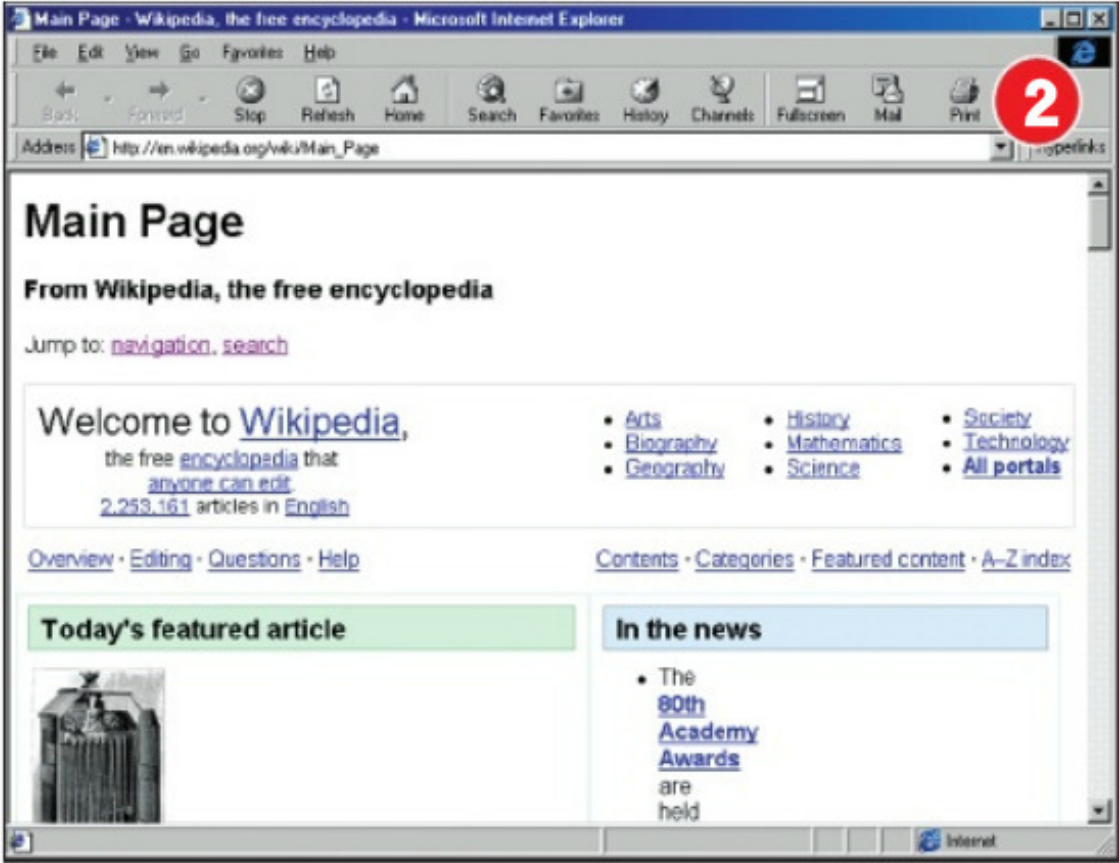 Main Page - Wikipedia, the free encyclopedia - Microsoft Internet Explorer
File Edit View Go Favorites Help
Back Forward Stop Refresh Home Search Favorites History Channels Fullscreen Mail Print
2
Address http://en.wikipedia.org/wiki/Main_Page
Main Page
From Wikipedia, the free encyclopedia
Jump to: navigation, search
Welcome to Wikipedia,
the free encyclopedia that
anyone can edit.
2,253,161 articles in English
• Arts
• Biography
• Geography
• History
• Mathematics
• Science
• Society
• Technology
• All portals
Overview · Editing · Questions · Help
Contents · Categories · Featured content · A–Z index
Today's featured article
In the news
• The
80th
Academy
Awards
are
held
Internet